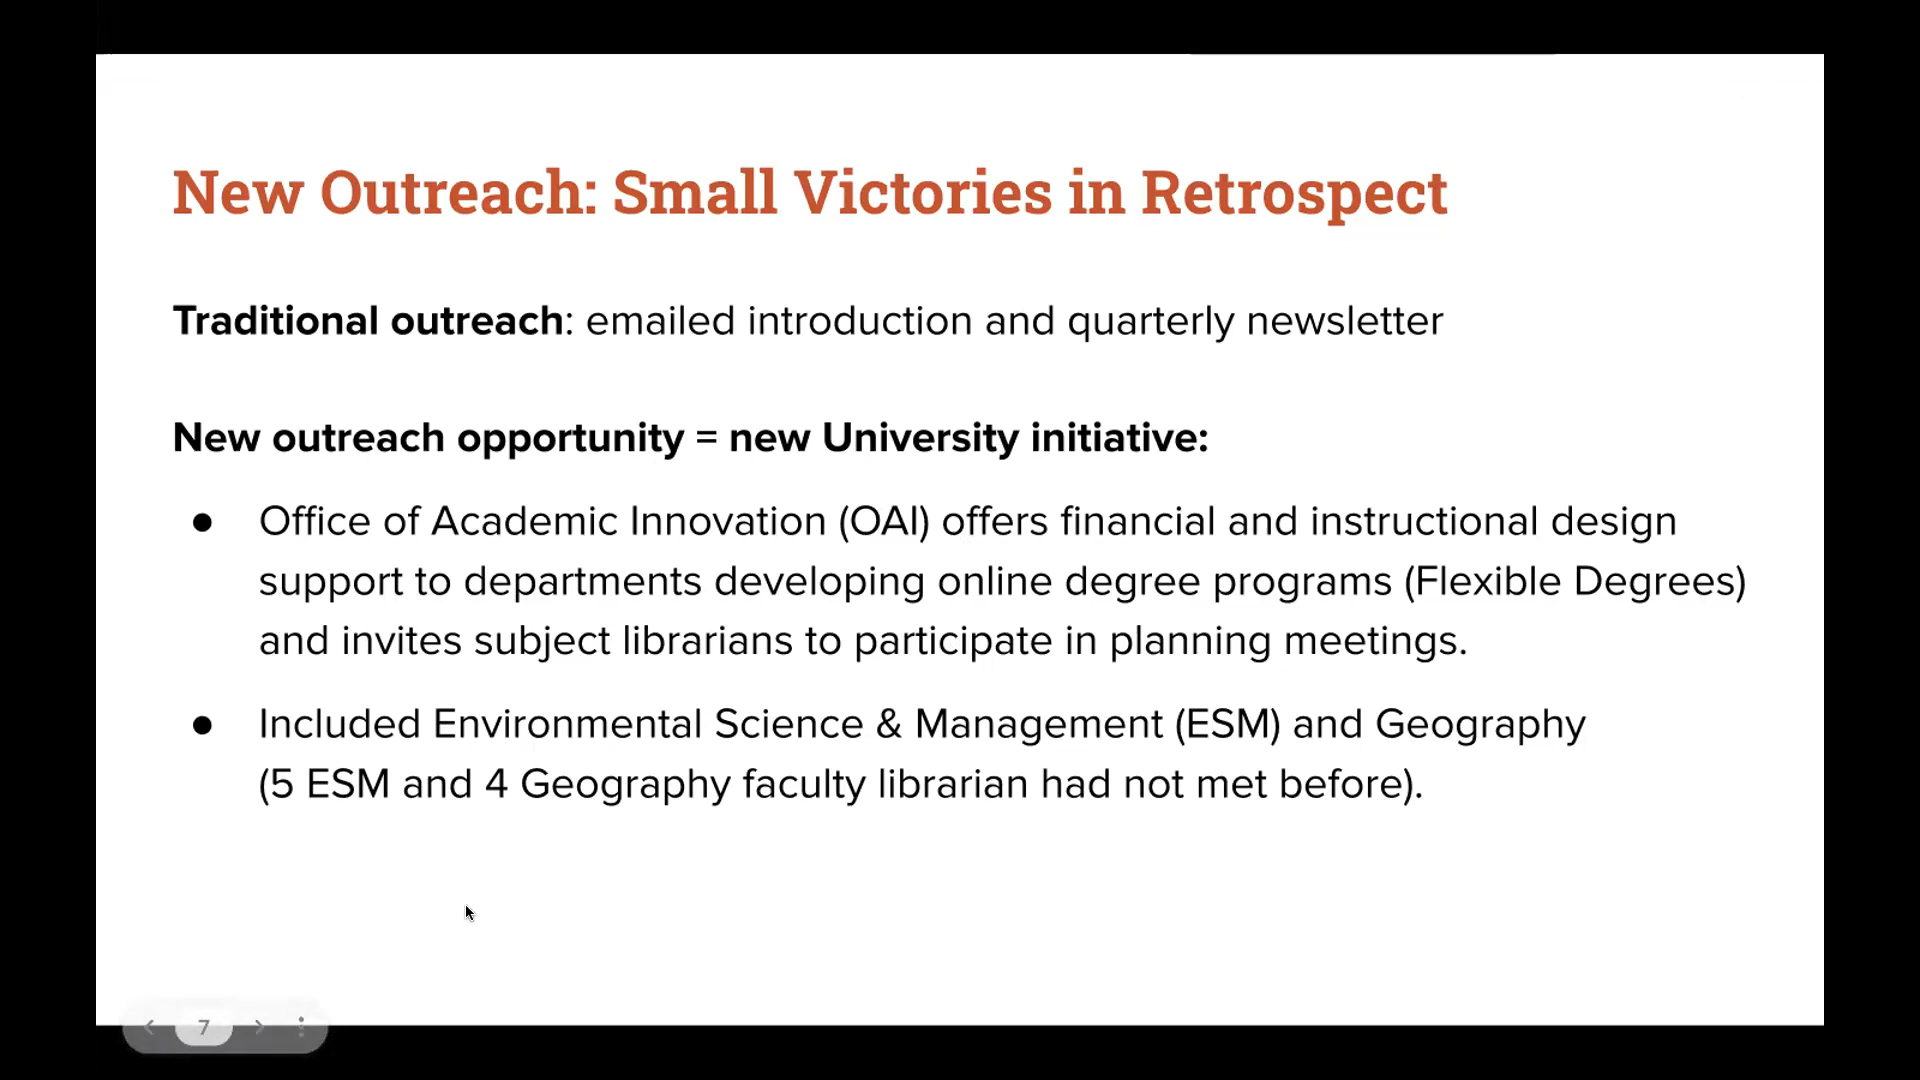 New Outreach: Small Victories in Retrospect
Traditional outreach: emailed introduction and quarterly newsletter
New outreach opportunity = new University initiative:
● Office of Academic Innovation (OAI) offers financial and instructional design
support to departments developing online degree programs (Flexible Degrees)
and invites subject librarians to participate in planning meetings.
● Included Environmental Science & Management (ESM) and Geography
(5 ESM and 4 Geography faculty librarian had not met before).
7